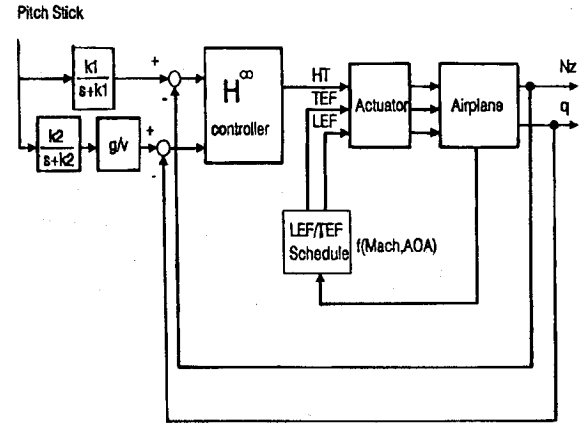 Pitch Stick
k1
s+k1
+
-
k2
s+k2
g/v
+
-
H∞
controller
HT
TEF
LEF
Actuator
Airplane
Nz
q
LEF/TEF
Schedule
f(Mach,AOA)